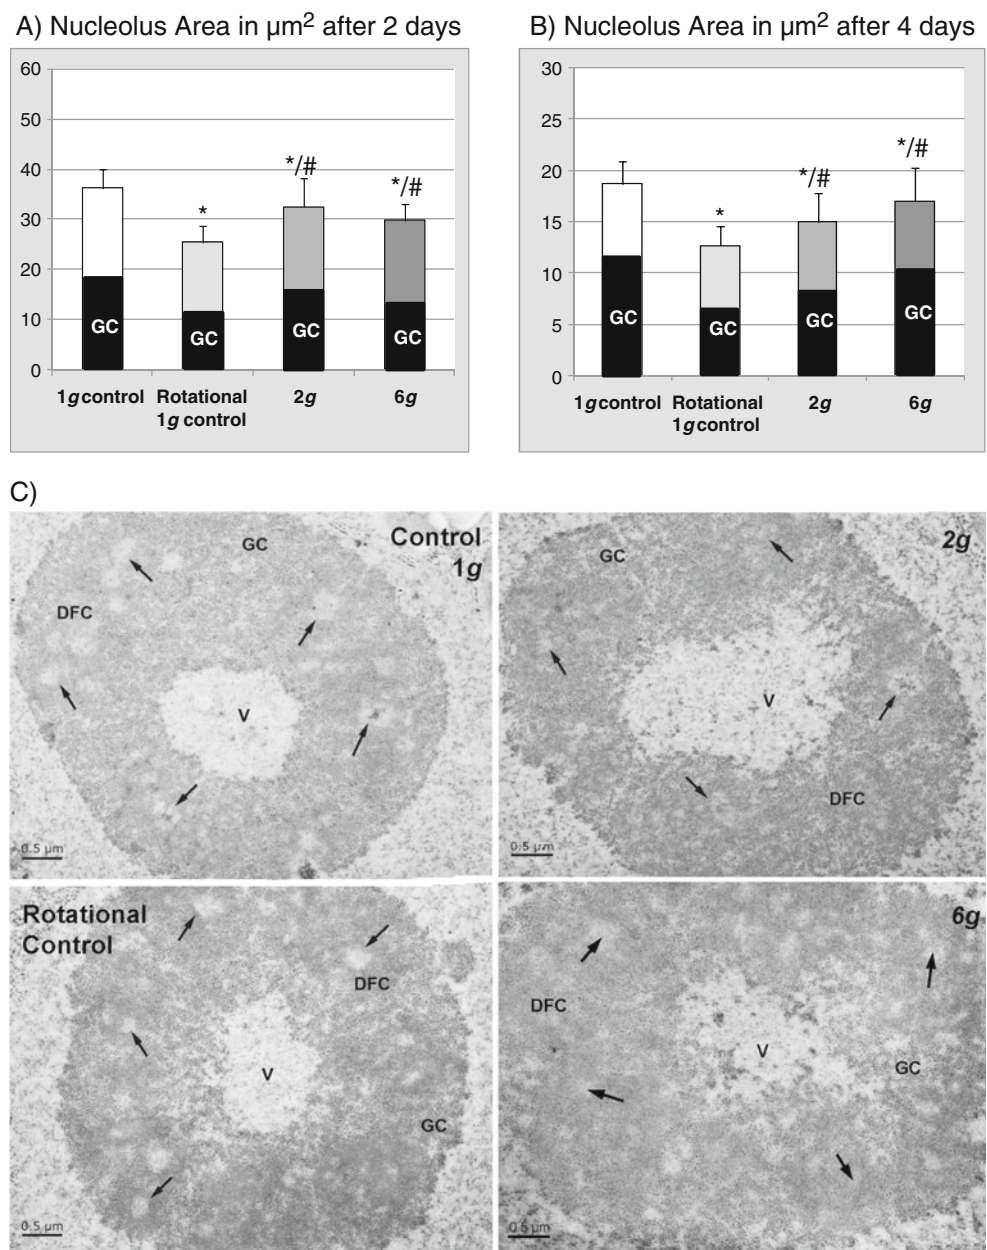 A) Nucleolus Area in µm2 after 2 days
60
50
40
30
20
10
0
*
*/#
*/#
GC
GC
GC
GC
1g control
Rotational
1g control
2g
6g
B) Nucleolus Area in µm2 after 4 days
30
25
20
15
10
5
0
*
*/#
*/#
GC
GC
GC
GC
1g control
Rotational
1g control
2g
6g
C)
Control
1g
GC
DFC
V
0.5 µm
2g
GC
V
DFC
0.5 µm
Rotational
Control
DFC
V
GC
0.5 µm
6g
DFC
V
GC
0.5 µm